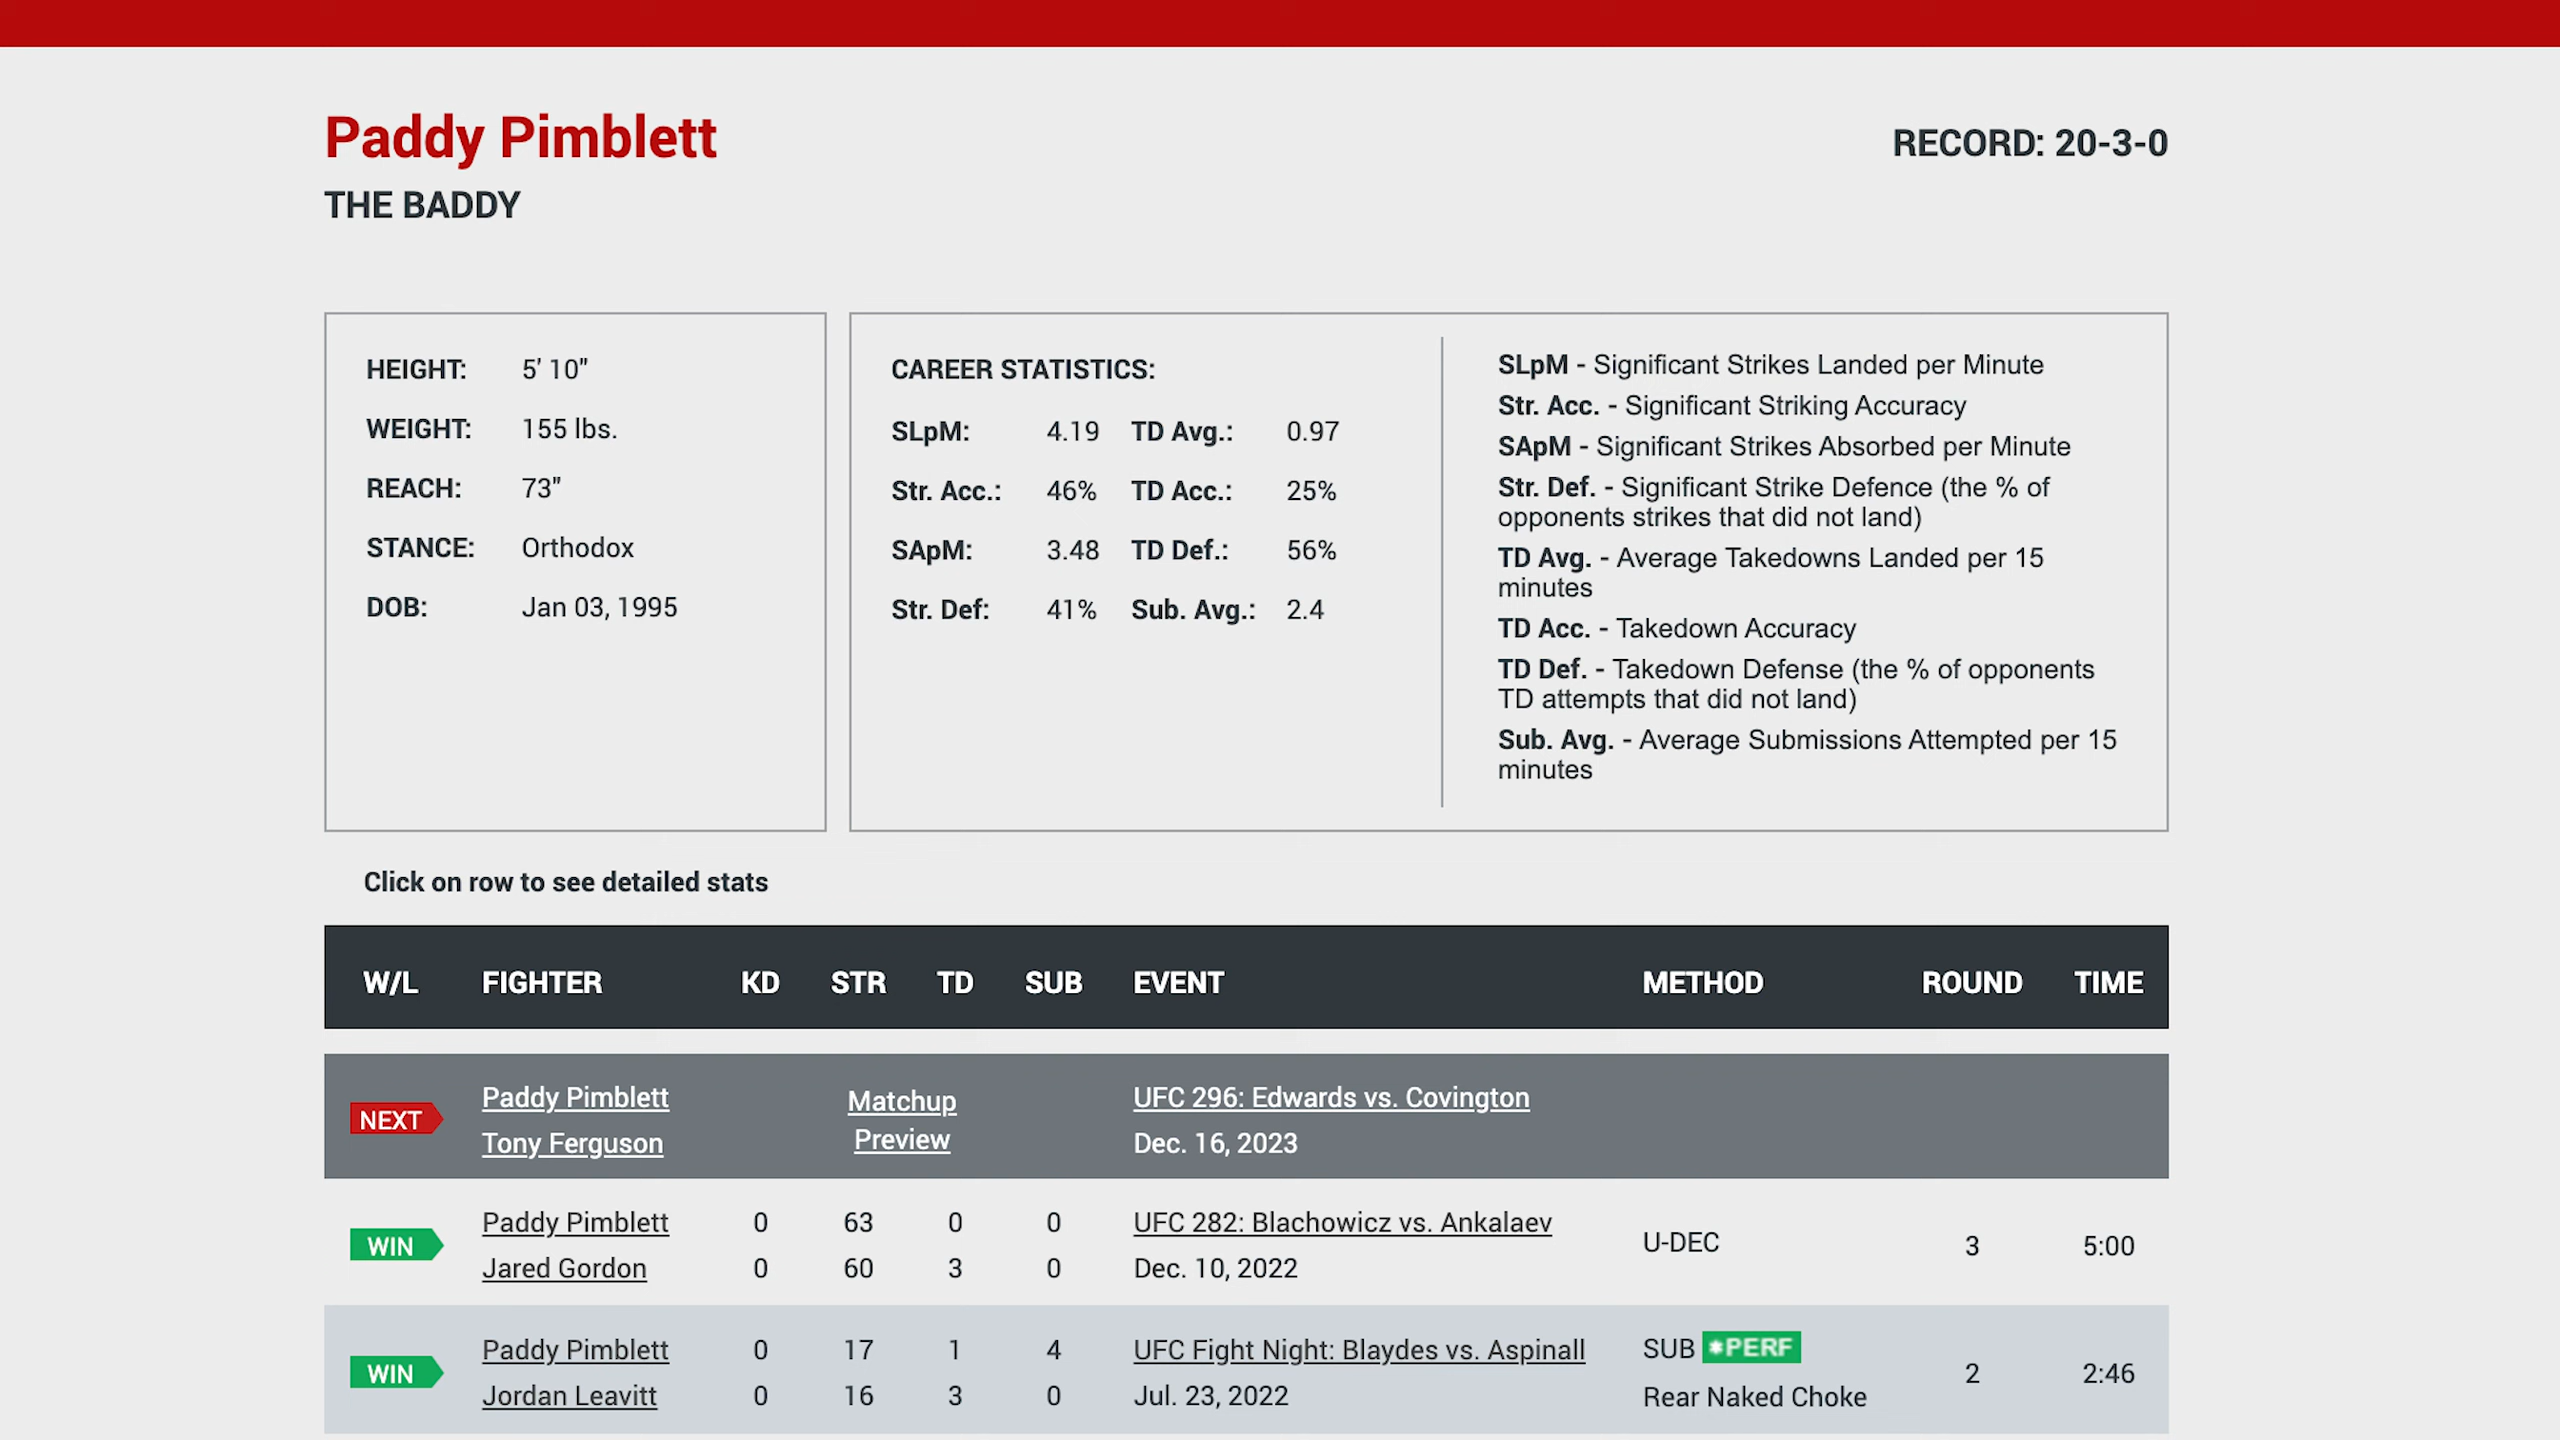 Paddy Pimblett
RECORD: 20-3-0
THE BADDY
HEIGHT: 5' 10"
WEIGHT: 155 lbs.
REACH: 73"
STANCE: Orthodox
DOB: Jan 03, 1995
CAREER STATISTICS:
SLpM: 4.19 TD Avg.: 0.97
Str. Acc.: 46% TD Acc.: 25%
SApM: 3.48 TD Def.: 56%
Str. Def: 41% Sub. Avg.: 2.4
SLpM - Significant Strikes Landed per Minute
Str. Acc. - Significant Striking Accuracy
SApM - Significant Strikes Absorbed per Minute
Str. Def. - Significant Strike Defence (the % of
opponents strikes that did not land)
TD Avg. - Average Takedowns Landed per 15
minutes
TD Acc. - Takedown Accuracy
TD Def. - Takedown Defense (the % of opponents
TD attempts that did not land)
Sub. Avg. - Average Submissions Attempted per 15
minutes
Click on row to see detailed stats
W/L FIGHTER KD STR TD SUB EVENT METHOD ROUND TIME
NEXT
Paddy Pimblett
Tony Ferguson
Matchup
Preview
UFC 296: Edwards vs. Covington
Dec. 16, 2023
WIN
Paddy Pimblett 0 63 0 0 UFC 282: Blachowicz vs. Ankalaev
Jared Gordon 0 60 3 0 Dec. 10, 2022
U-DEC 3 5:00
WIN
Paddy Pimblett 0 17 1 4 UFC Fight Night: Blaydes vs. Aspinall
Jordan Leavitt 0 16 3 0 Jul. 23, 2022
SUB *PERF
Rear Naked Choke
2 2:46